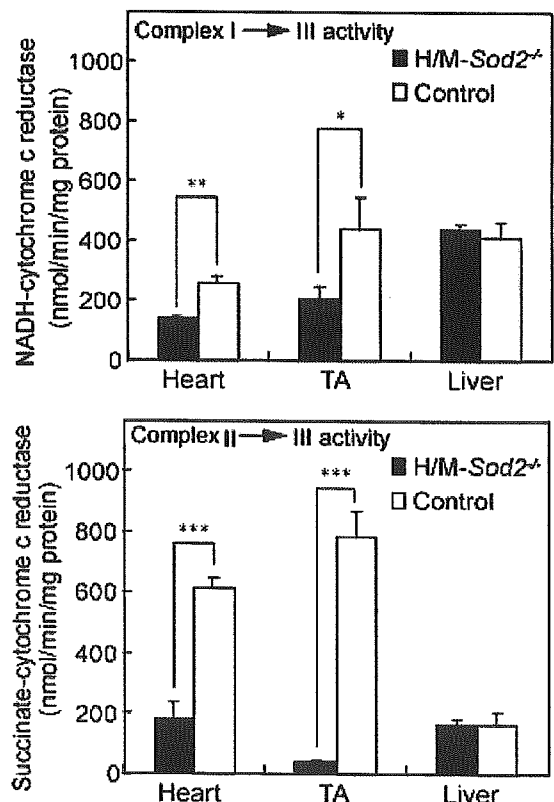 Complex I → III activity
H/M-Sod2-/-
Control
NADH-cytochrome c reductase
(nmol/min/mg protein)
1000
800
600
400
200
0
**
*
Heart
TA
Liver
Complex II → III activity
H/M-Sod2-/-
Control
Succinate-cytochrome c reductase
(nmol/min/mg protein)
1000
800
600
400
200
0
***
***
Heart
TA
Liver